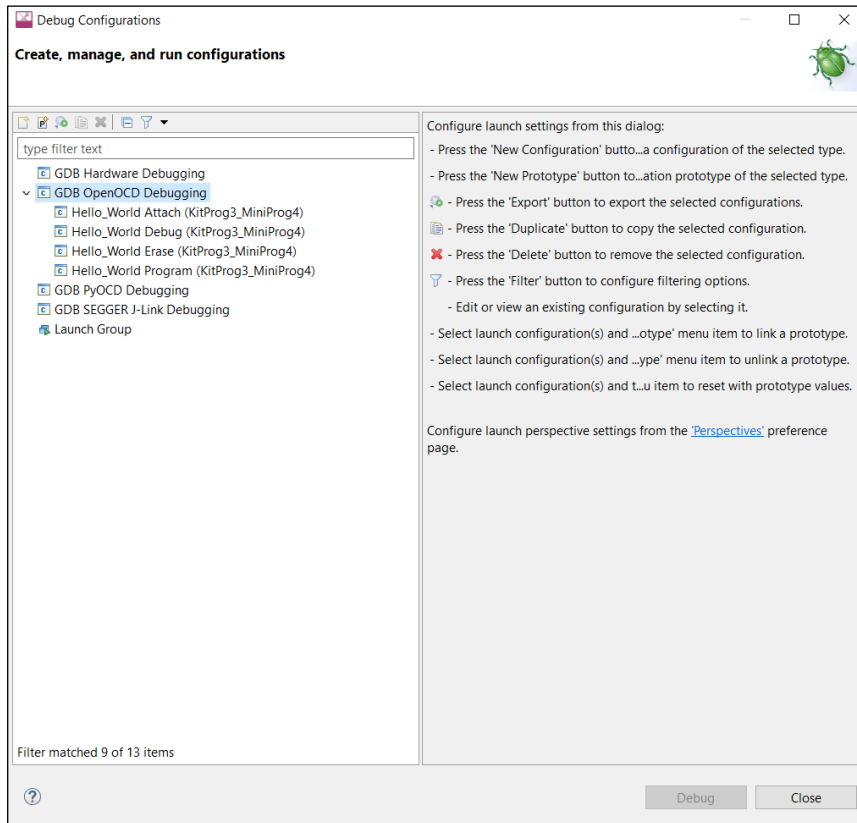 Debug Configurations
Create, manage, and run configurations
type filter text
GDB Hardware Debugging
GDB OpenOCD Debugging
Hello_World Attach (KitProg3_MiniProg4)
Hello_World Debug (KitProg3_MiniProg4)
Hello_World Erase (KitProg3_MiniProg4)
Hello_World Program (KitProg3_MiniProg4)
GDB PyOCD Debugging
GDB SEGGER J-Link Debugging
Launch Group
Filter matched 9 of 13 items
Configure launch settings from this dialog:
- Press the 'New Configuration' butto...a configuration of the selected type.
- Press the 'New Prototype' button to...ation prototype of the selected type.
- Press the 'Export' button to export the selected configurations.
- Press the 'Duplicate' button to copy the selected configuration.
- Press the 'Delete' button to remove the selected configuration.
- Press the 'Filter' button to configure filtering options.
- Edit or view an existing configuration by selecting it.
- Select launch configuration(s) and ...otype' menu item to link a prototype.
- Select launch configuration(s) and ...ype' menu item to unlink a prototype.
- Select launch configuration(s) and t...u item to reset with prototype values.
Configure launch perspective settings from the 'Perspectives' preference
page.
Debug
Close